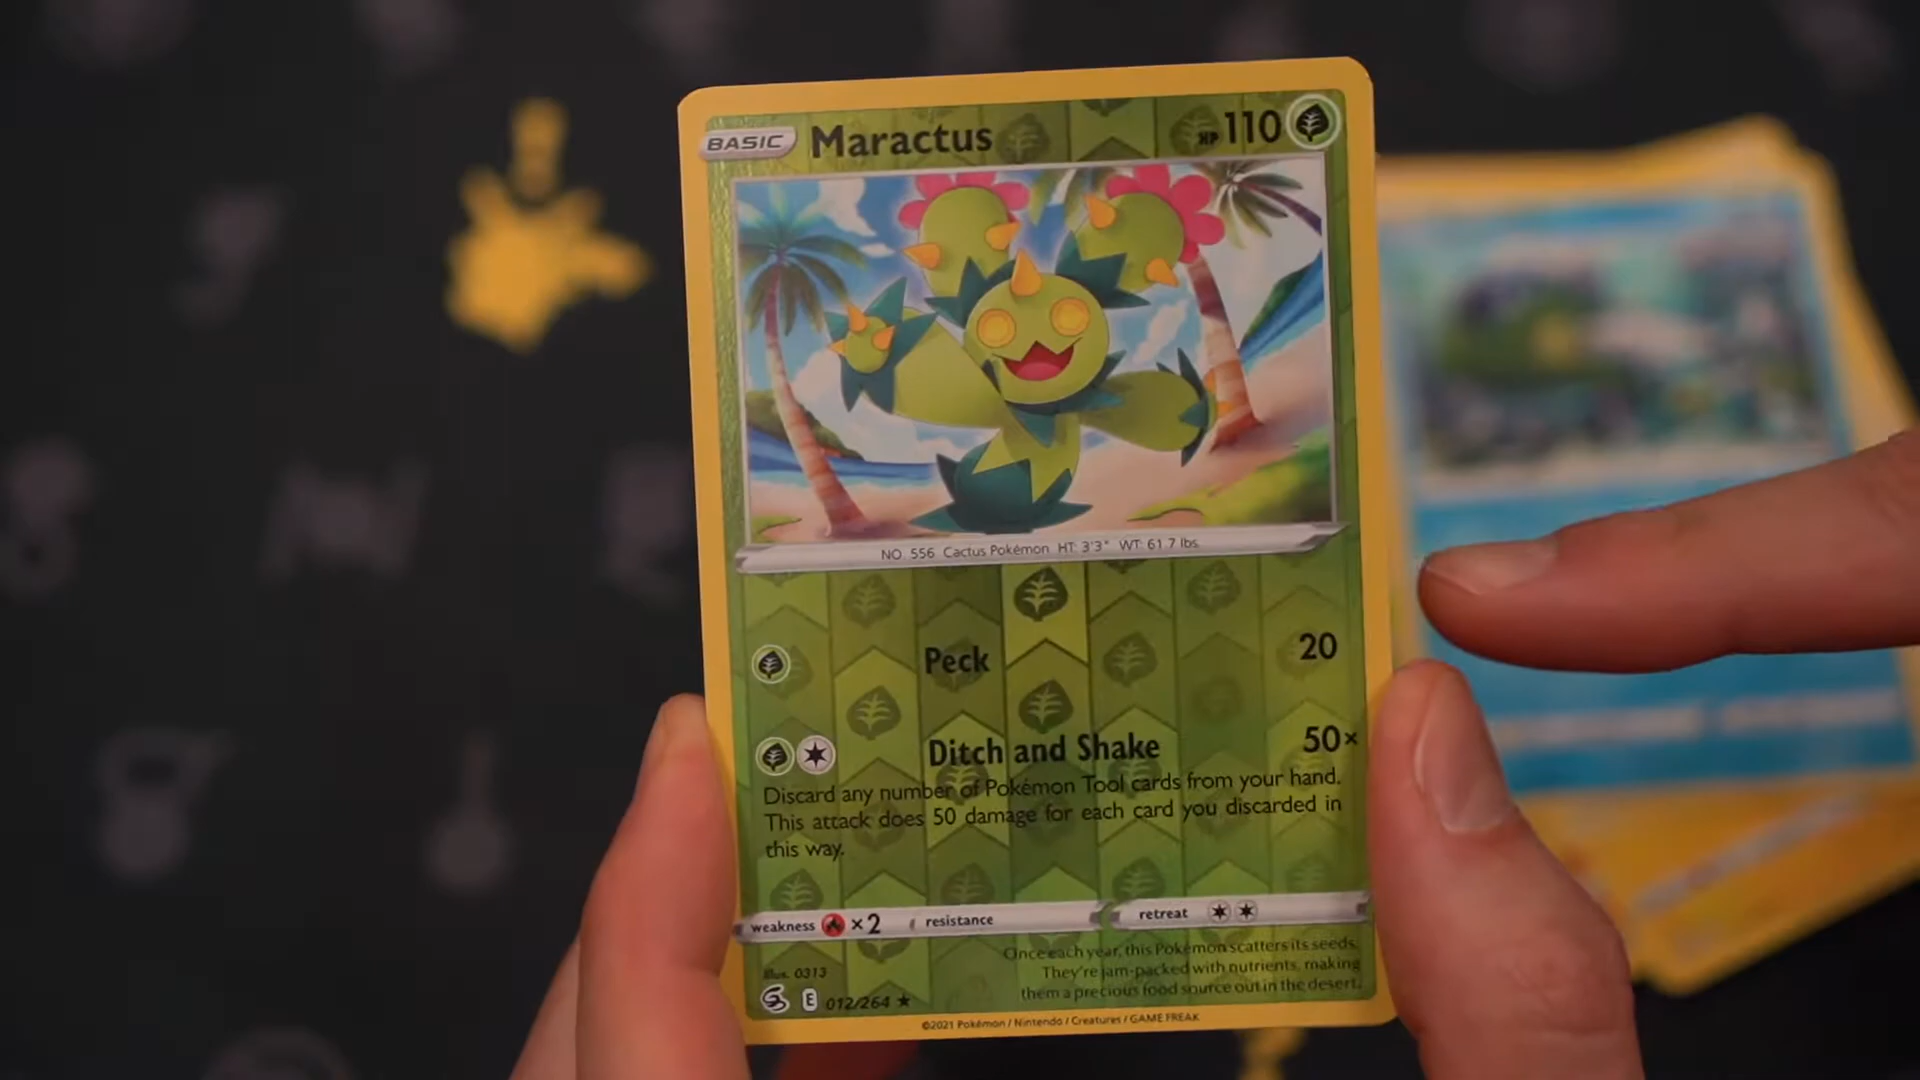 BASIC Maractus HP 110
NO. 556 Cactus Pokémon HT: 3'3" WT: 61.7 lbs.
Peck 20
Ditch and Shake 50×
Discard any number of Pokémon Tool cards from your hand.
This attack does 50 damage for each card you discarded in
this way.
weakness ×2 resistance retreat
Once each year, this Pokémon scatters its seeds.
They're jam-packed with nutrients, making
them a precious food source out in the desert.
Illus. 0313
E 012/264 ★
©2021 Pokémon / Nintendo / Creatures / GAME FREAK